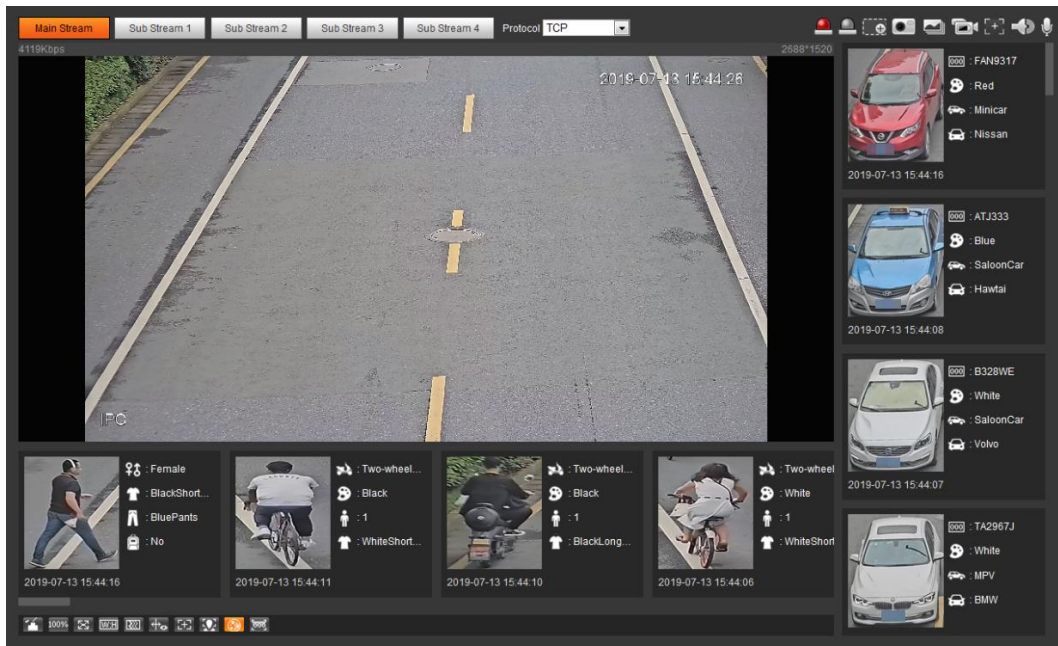 Main Stream
Sub Stream 1
Sub Stream 2
Sub Stream 3
Sub Stream 4
Protocol TCP
4119Kbps
2688*1520
2019-07-13 15:44:26
IPC
: FAN9317
: Red
: Minicar
: Nissan
2019-07-13 15:44:16
: ATJ333
: Blue
: SaloonCar
: Hawtai
2019-07-13 15:44:08
: B328WE
: White
: SaloonCar
: Volvo
2019-07-13 15:44:07
: TA2967J
: White
: MPV
: BMW
: Female
: BlackShort...
: BluePants
: No
2019-07-13 15:44:16
: Two-wheel...
: Black
: 1
: WhiteShort...
2019-07-13 15:44:11
: Two-wheel...
: Black
: 1
: BlackLong...
2019-07-13 15:44:10
: Two-wheel
: White
: 1
: WhiteShort
2019-07-13 15:44:06
100%
W:H